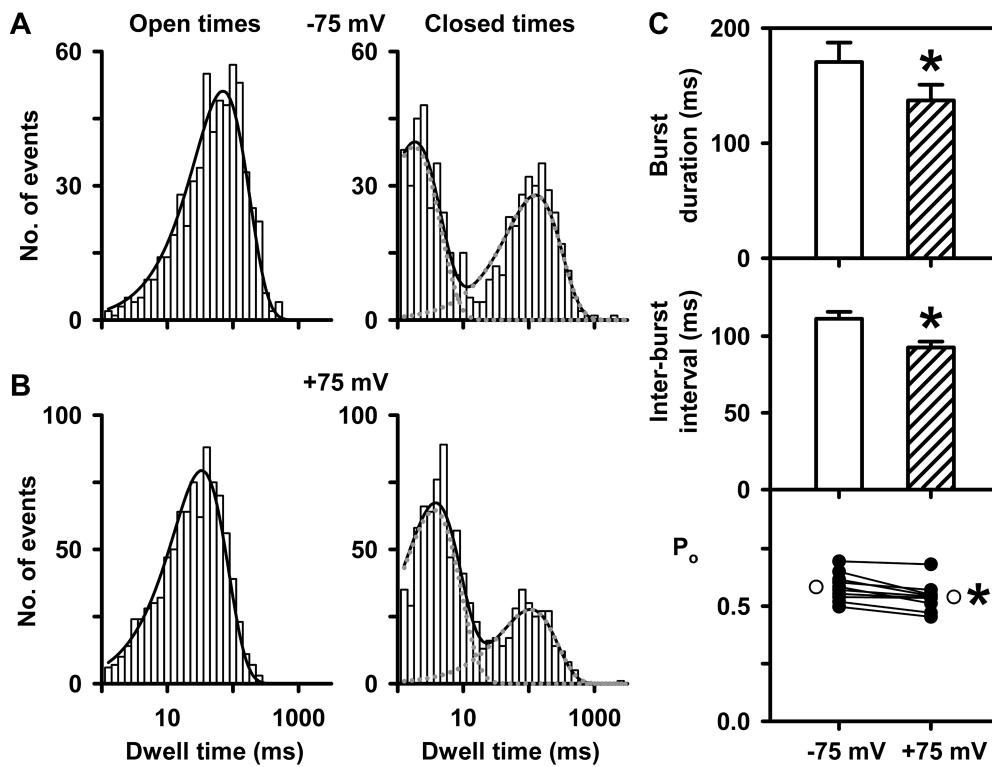 A
Open times
-75 mV
Closed times
60
30
0
No. of events
60
30
0
B
+75 mV
100
50
0
No. of events
10
1000
Dwell time (ms)
100
50
0
10
1000
Dwell time (ms)
C
200
100
0
Burst
duration (ms)
*
100
50
0
Inter-burst
interval (ms)
*
Po
0.5
0.0
*
-75 mV
+75 mV